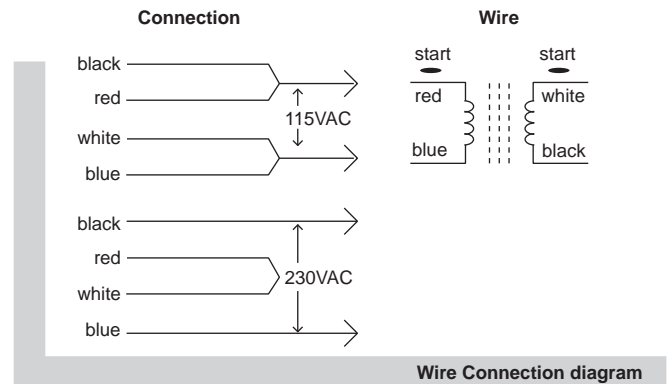 Connection
black
red
115VAC
white
blue
black
red
230VAC
white
blue
Wire
start
start
red
white
blue
black
Wire Connection diagram